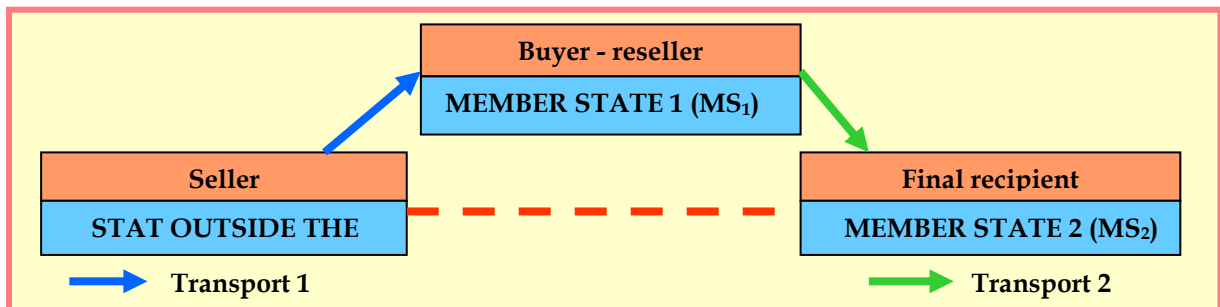 Buyer - reseller
MEMBER STATE 1 (MS₁)
Seller
STAT OUTSIDE THE
Final recipient
MEMBER STATE 2 (MS₂)
Transport 1
Transport 2